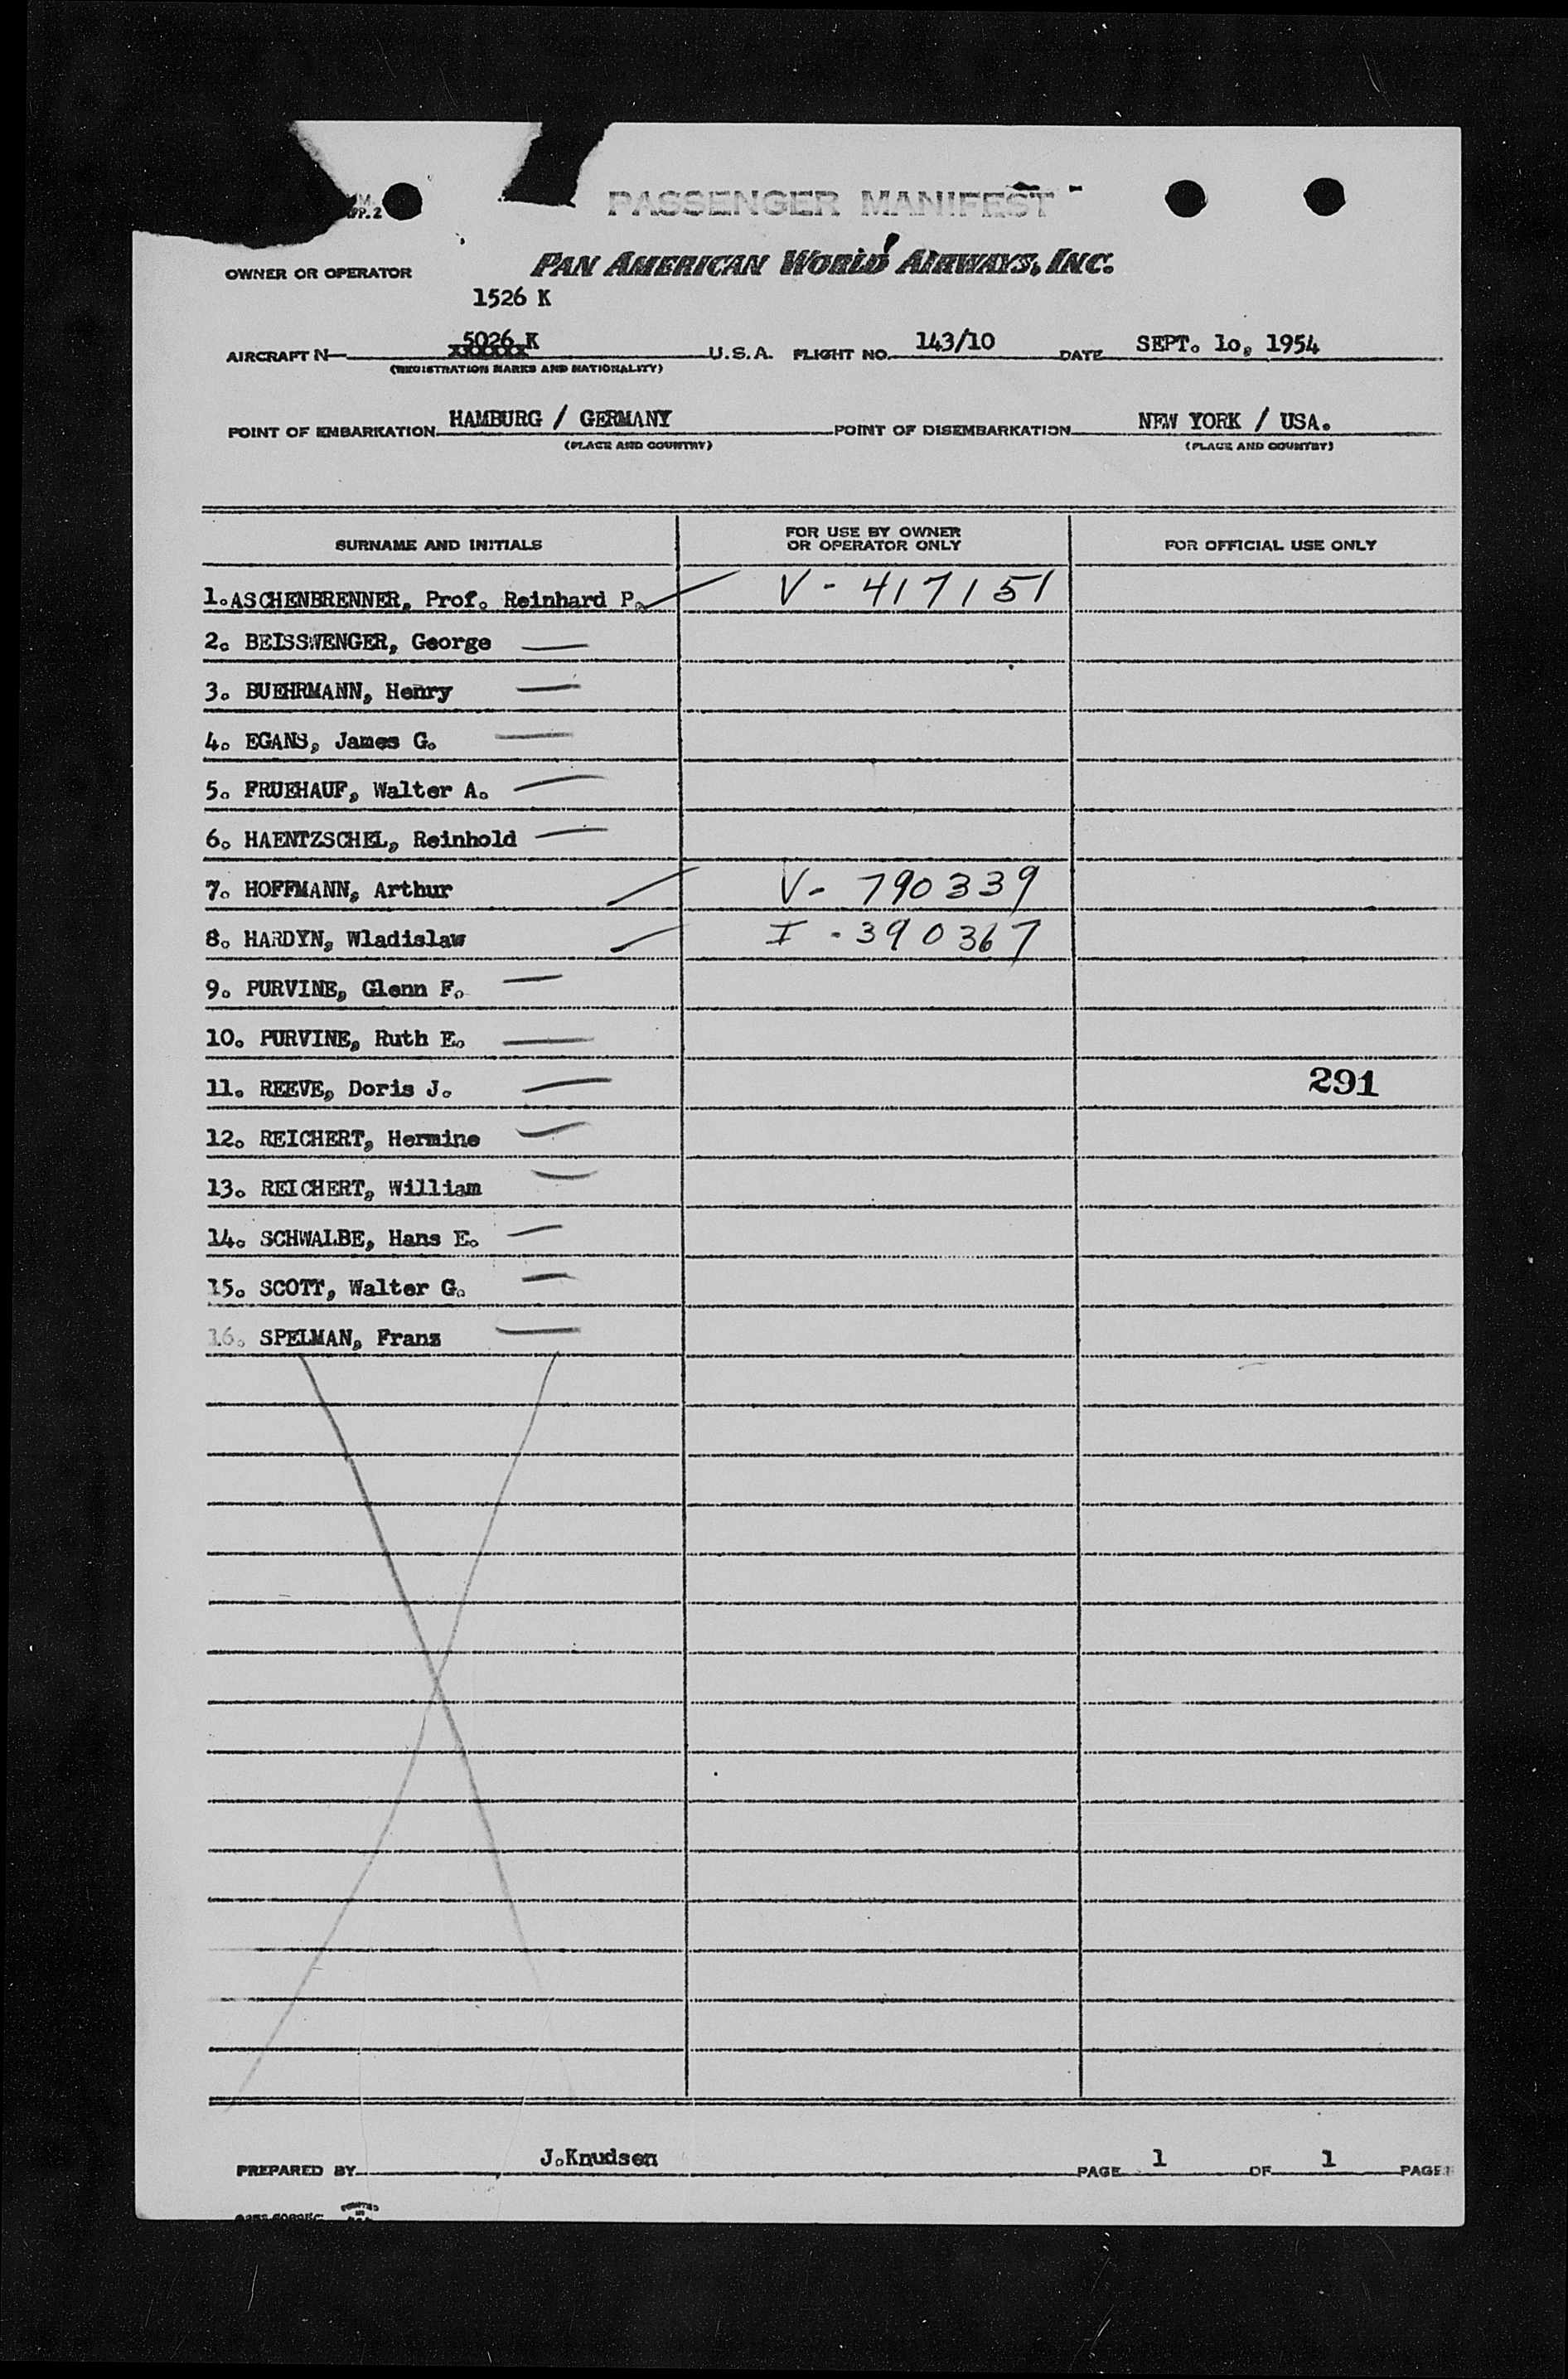 PP. 2
PASSENGER MANIFEST
OWNER OR OPERATOR PAN AMERICAN WORLD AIRWAYS, INC.
1526 K
AIRCRAFT N 5026 K U.S.A. FLIGHT NO. 143/10 DATE SEPT. 1o, 1954
(REGISTRATION MARKS AND NATIONALITY)
POINT OF EMBARKATION HAMBURG / GERMANY POINT OF DISEMBARKATION NEW YORK / USA.
(PLACE AND COUNTRY) (PLACE AND COUNTRY)
SURNAME AND INITIALS FOR USE BY OWNER OR OPERATOR ONLY FOR OFFICIAL USE ONLY
1. ASCHENBRENNER, Prof. Reinhard P. V - 417151
2. BEISSWENGER, George
3. BUEHRMANN, Henry
4. EGANS, James G.
5. FRUEHAUF, Walter A.
6. HAENTZSCHEL, Reinhold
7. HOFFMANN, Arthur V - 790339
8. HARDYN, Wladislaw I - 390367
9. PURVINE, Glenn F.
10. PURVINE, Ruth E.
11. REEVE, Doris J. 291
12. REICHERT, Hermine
13. REICHERT, William
14. SCHWALBE, Hans E.
15. SCOTT, Walter G.
16. SPELMAN, Franz
PREPARED BY J.Knudsen PAGE 1 OF 1 PAGE